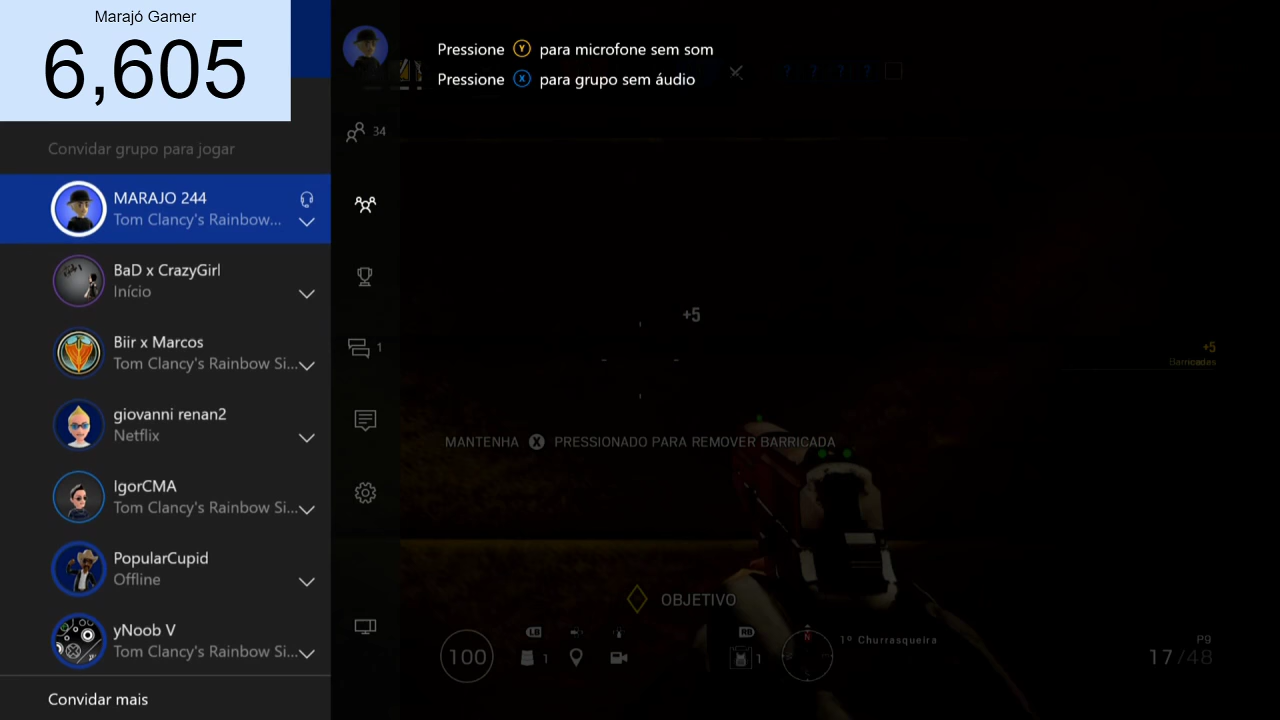 Marajó Gamer
6,605
Pressione Y para microfone sem som
Pressione X para grupo sem áudio
? ? ? ?
34
Convidar grupo para jogar
MARAJO 244
Tom Clancy's Rainbow...
BaD x CrazyGirl
Início
Biir x Marcos
Tom Clancy's Rainbow Si...
1
giovanni renan2
Netflix
IgorCMA
Tom Clancy's Rainbow Si...
PopularCupid
Offline
yNoob V
Tom Clancy's Rainbow Si...
Convidar mais
+5
+5
Barricadas
MANTENHA X PRESSIONADO PARA REMOVER BARRICADA
OBJETIVO
LB
RB
100
1
1
N
1º Churrasqueira
P9
17/48